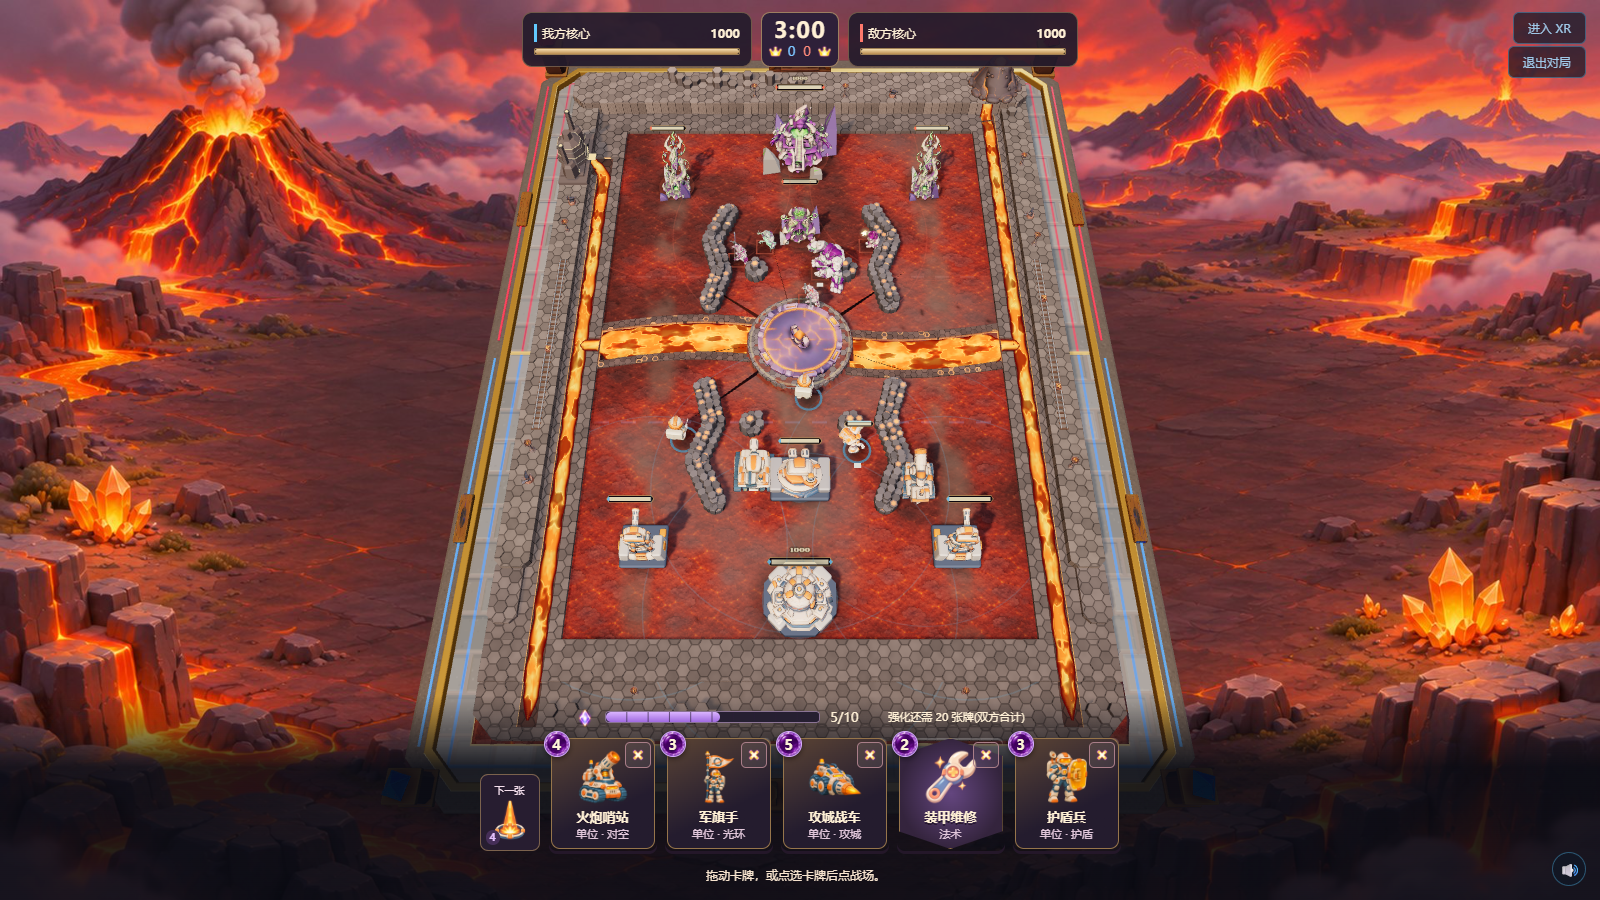 我方核心 1000
3:00
0 0
敌方核心 1000
进入 XR
退出对局
1000
5/10
强化还需 20 张牌(双方合计)
下一张
4
4
火炮哨站
单位 · 对空
3
军旗手
单位 · 光环
5
攻城战车
单位 · 攻城
2
装甲维修
法术
3
护盾兵
单位 · 护盾
拖动卡牌，或点选卡牌后点战场。